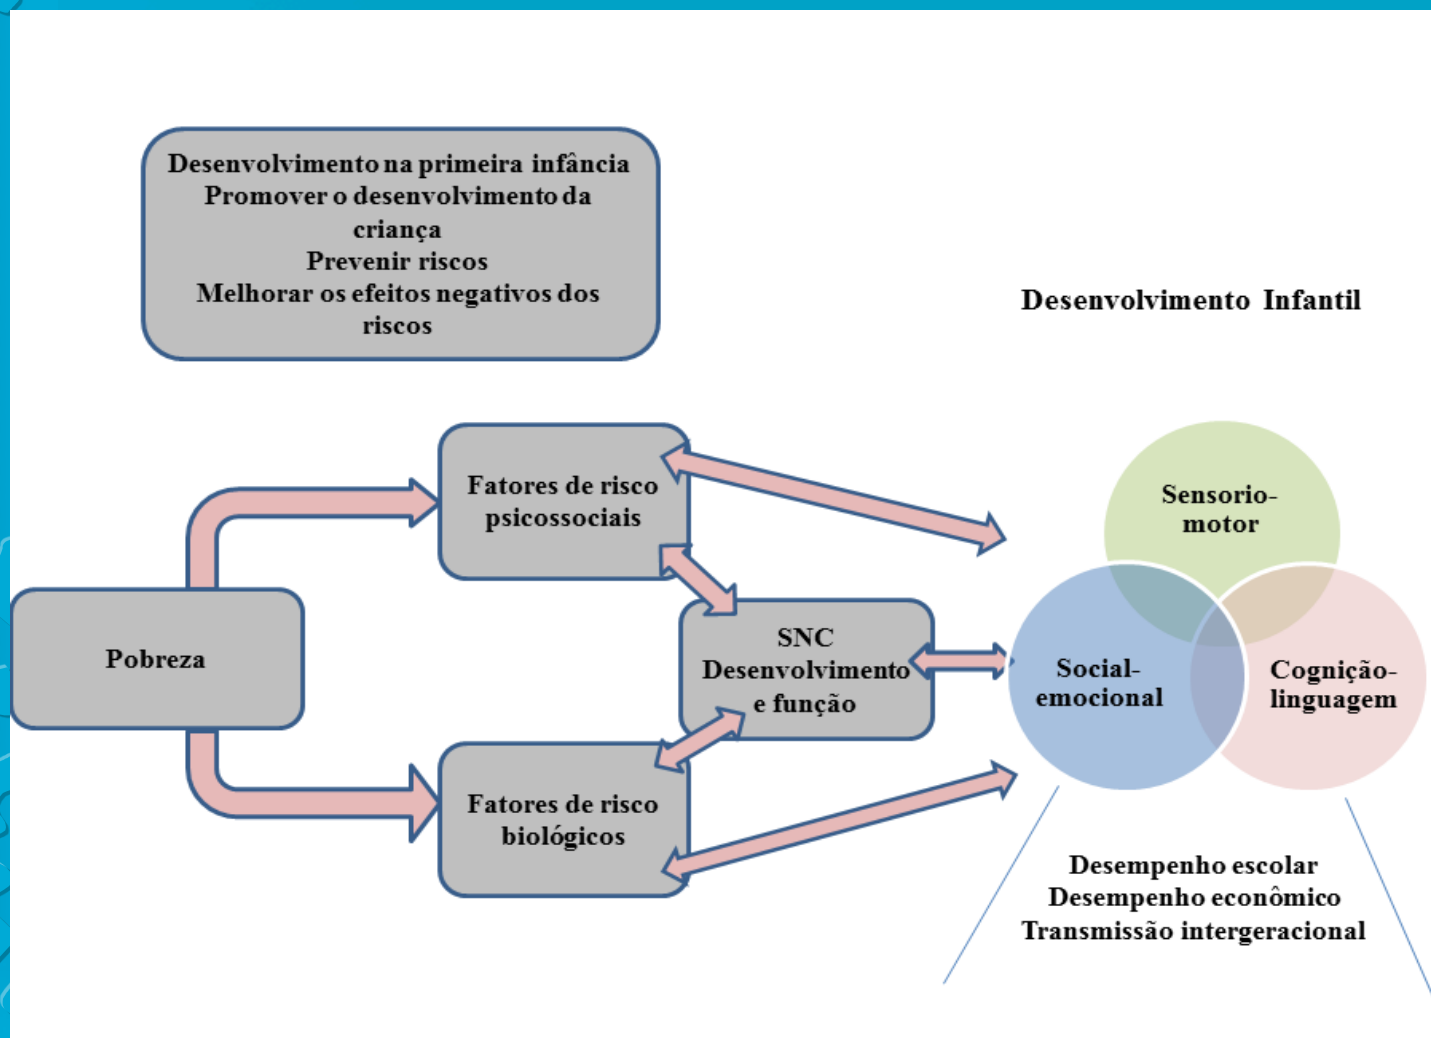 Desenvolvimento na primeira infância
Promover o desenvolvimento da
criança
Prevenir riscos
Melhorar os efeitos negativos dos
riscos
Desenvolvimento Infantil
Fatores de risco
psicossociais
Sensorio-
motor
Pobreza
SNC
Desenvolvimento
e função
Social-
emocional
Cognição-
linguagem
Fatores de risco
biológicos
Desempenho escolar
Desempenho econômico
Transmissão intergeracional